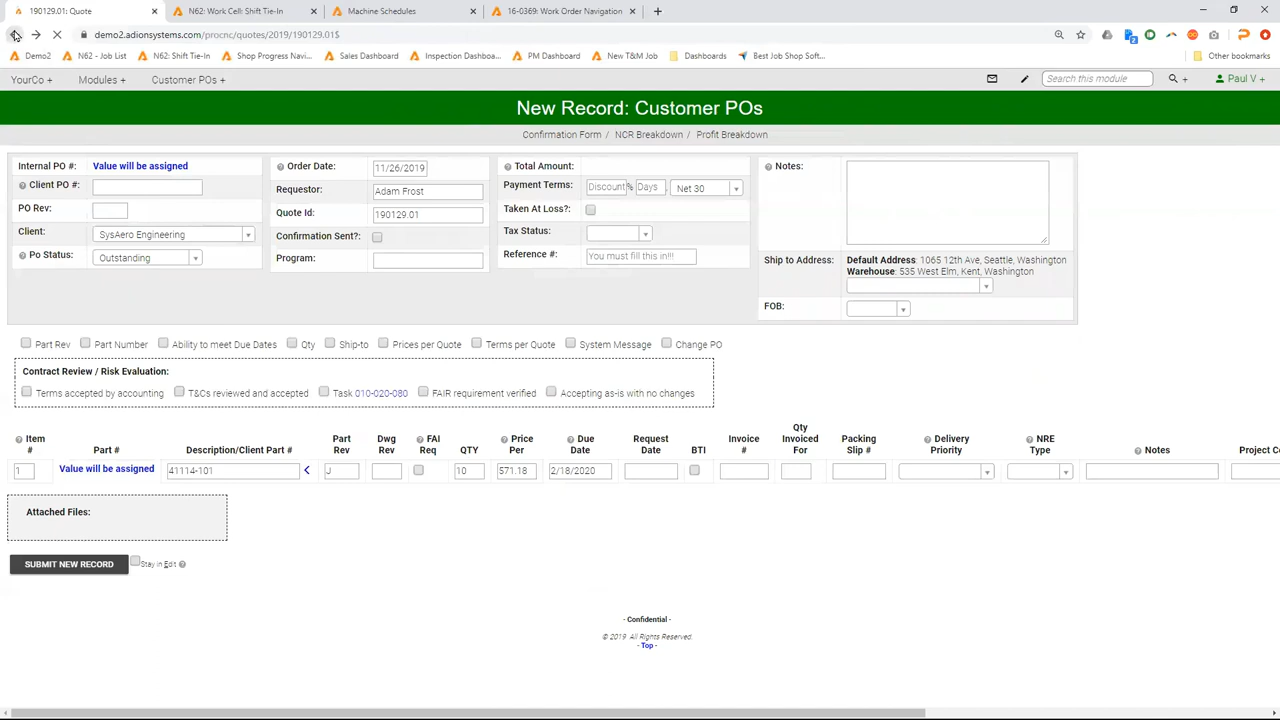 190129.01: Quote
N62: Work Cell: Shift Tie-In
Machine Schedules
16-0369: Work Order Navigation
demo2.adionsystems.com/procnc/quotes/2019/190129.01$
Demo2
N62 - Job List
N62: Shift Tie-In
Shop Progress Navi...
Sales Dashboard
Inspection Dashboa...
PM Dashboard
New T&M Job
Dashboards
Best Job Shop Soft...
Other bookmarks
YourCo +
Modules +
Customer POs +
Search this module
+
Paul V +
New Record: Customer POs
Confirmation Form / NCR Breakdown / Profit Breakdown
Internal PO #: Value will be assigned
Client PO #:
PO Rev:
Client: SysAero Engineering
Po Status: Outstanding
Order Date: 11/26/2019
Requestor: Adam Frost
Quote Id: 190129.01
Confirmation Sent?:
Program:
Total Amount:
Payment Terms: Discount % Days , Net 30
Taken At Loss?:
Tax Status:
Reference #: You must fill this in!!!
Notes:
Ship to Address: Default Address: 1065 12th Ave, Seattle, Washington
Warehouse: 535 West Elm, Kent, Washington
FOB:
Part Rev Part Number Ability to meet Due Dates Qty Ship-to Prices per Quote Terms per Quote System Message Change PO
Contract Review / Risk Evaluation:
Terms accepted by accounting T&Cs reviewed and accepted Task 010-020-080 FAIR requirement verified Accepting as-is with no changes
Item # Part # Description/Client Part # Part Rev Dwg Rev FAI Req QTY Price Per Due Date Request Date BTI Invoice # Qty Invoiced For Packing Slip # Delivery Priority NRE Type Notes Project Co
1 Value will be assigned 41114-101 < J 10 571.18 2/18/2020
Attached Files:
SUBMIT NEW RECORD Stay in Edit
- Confidential -
© 2019 All Rights Reserved.
- Top -